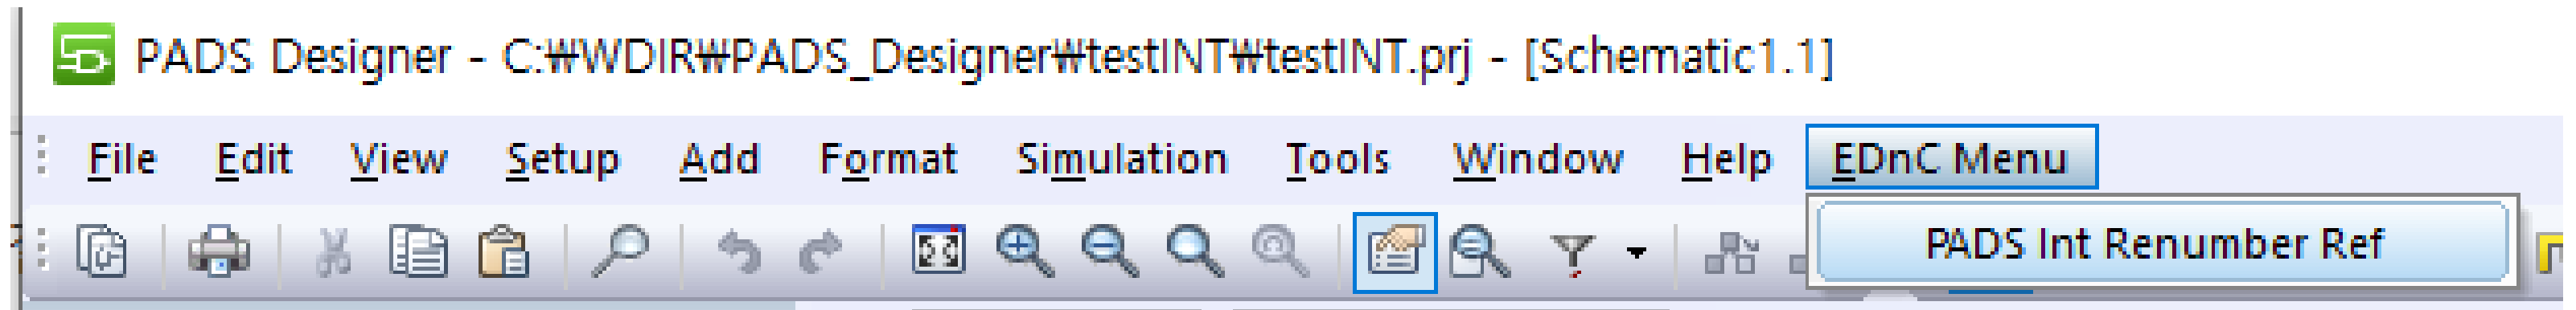 PADS Designer - C:₩WDIR₩PADS_Designer₩testINT₩testINT.prj - [Schematic1.1]
File Edit View Setup Add Format Simulation Tools Window Help EDnC Menu
PADS Int Renumber Ref